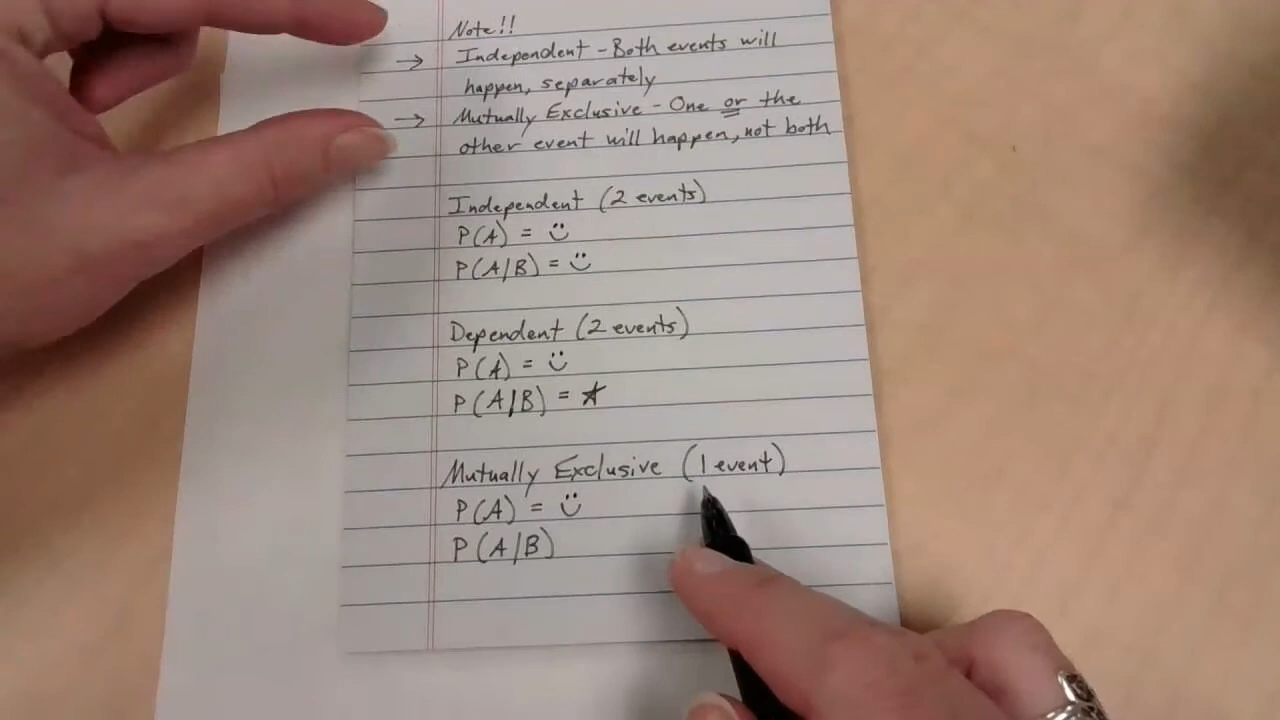 Note!!
→ Independent - Both events will
happen, separately
→ Mutually Exclusive - One or the
other event will happen, not both
Independent (2 events)
P(A) = ☺
P(A/B) = ☺
Dependent (2 events)
P(A) = ☺
P(A/B) = ★
Mutually Exclusive (1 event)
P(A) = ☺
P(A/B)